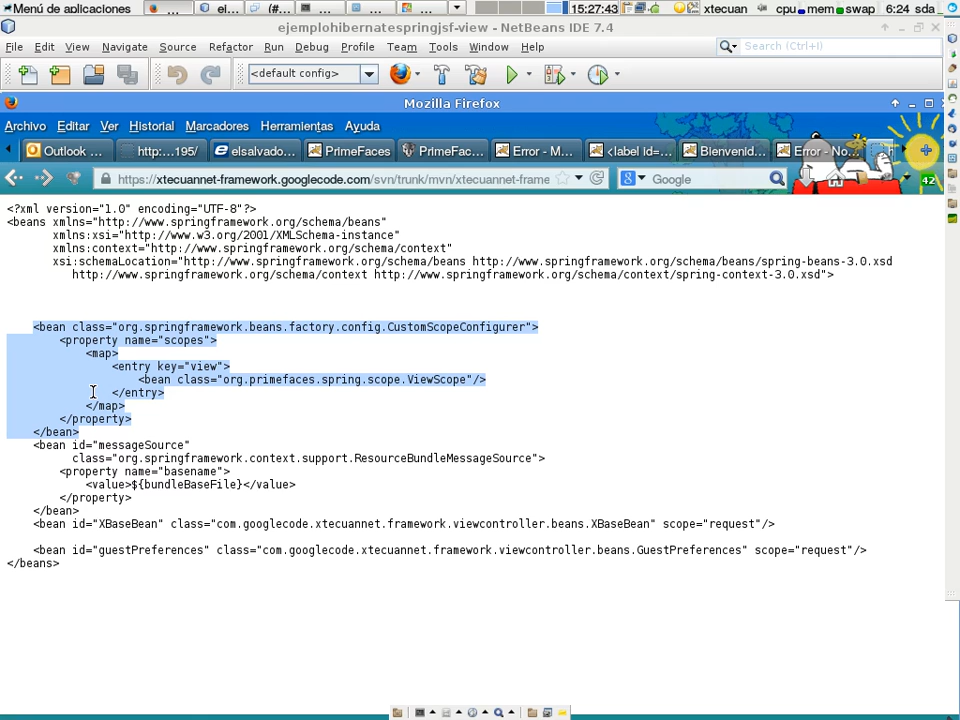 Menú de aplicaciones
...
el...
(#...
...
...
...
15:27:43
xtecuan
cpu
mem
swap
6:24 sda
ejemplohibernatespringjsf-view - NetBeans IDE 7.4
File Edit View Navigate Source Refactor Run Debug Profile Team Tools Window Help
Search (Ctrl+I)
<default config>
Mozilla Firefox
Archivo Editar Ver Historial Marcadores Herramientas Ayuda
Outlook ...
http:...195/
elsalvado...
PrimeFaces
PrimeFac...
Error - M...
<label id=...
Bienvenid...
Error - No...
https://xtecuannet-framework.googlecode.com/svn/trunk/mvn/xtecuannet-frame
Google
42
<?xml version="1.0" encoding="UTF-8"?>
<beans xmlns="http://www.springframework.org/schema/beans"
xmlns:xsi="http://www.w3.org/2001/XMLSchema-instance"
xmlns:context="http://www.springframework.org/schema/context"
xsi:schemaLocation="http://www.springframework.org/schema/beans http://www.springframework.org/schema/beans/spring-beans-3.0.xsd
http://www.springframework.org/schema/context http://www.springframework.org/schema/context/spring-context-3.0.xsd">
<bean class="org.springframework.beans.factory.config.CustomScopeConfigurer">
<property name="scopes">
<map>
<entry key="view">
<bean class="org.primefaces.spring.scope.ViewScope"/>
</entry>
</map>
</property>
</bean>
<bean id="messageSource"
class="org.springframework.context.support.ResourceBundleMessageSource">
<property name="basename">
<value>${bundleBaseFile}</value>
</property>
</bean>
<bean id="XBaseBean" class="com.googlecode.xtecuannet.framework.viewcontroller.beans.XBaseBean" scope="request"/>
<bean id="guestPreferences" class="com.googlecode.xtecuannet.framework.viewcontroller.beans.GuestPreferences" scope="request"/>
</beans>